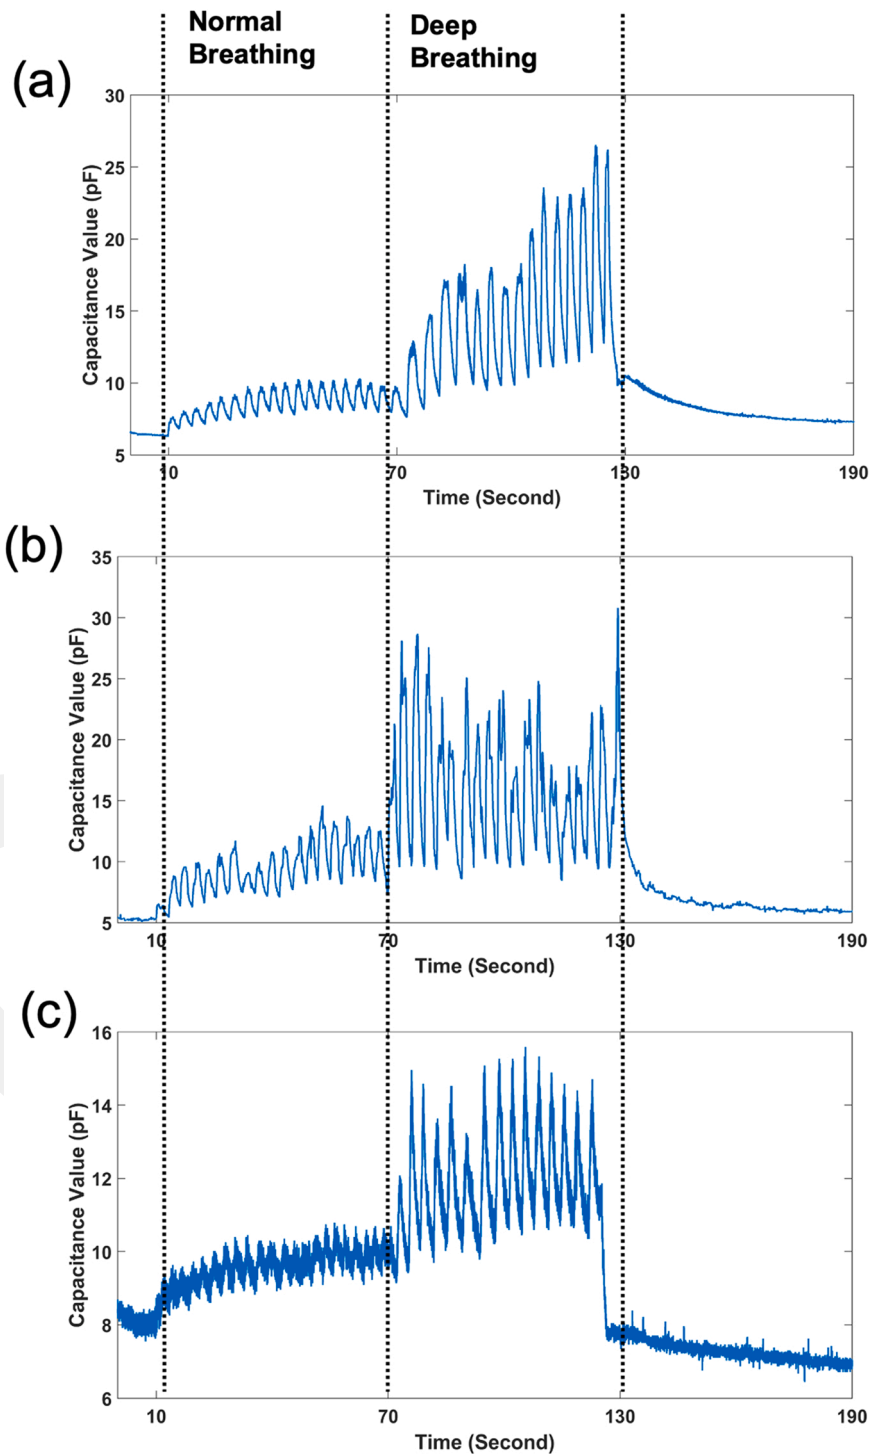 Normal
Breathing
Deep
Breathing
(a)
30
25
20
15
10
5
Capacitance Value (pF)
10
70
130
190
Time (Second)
(b)
35
30
25
20
15
10
5
Capacitance Value (pF)
10
70
130
190
Time (Second)
(c)
16
14
12
10
8
6
Capacitance Value (pF)
10
70
130
190
Time (Second)